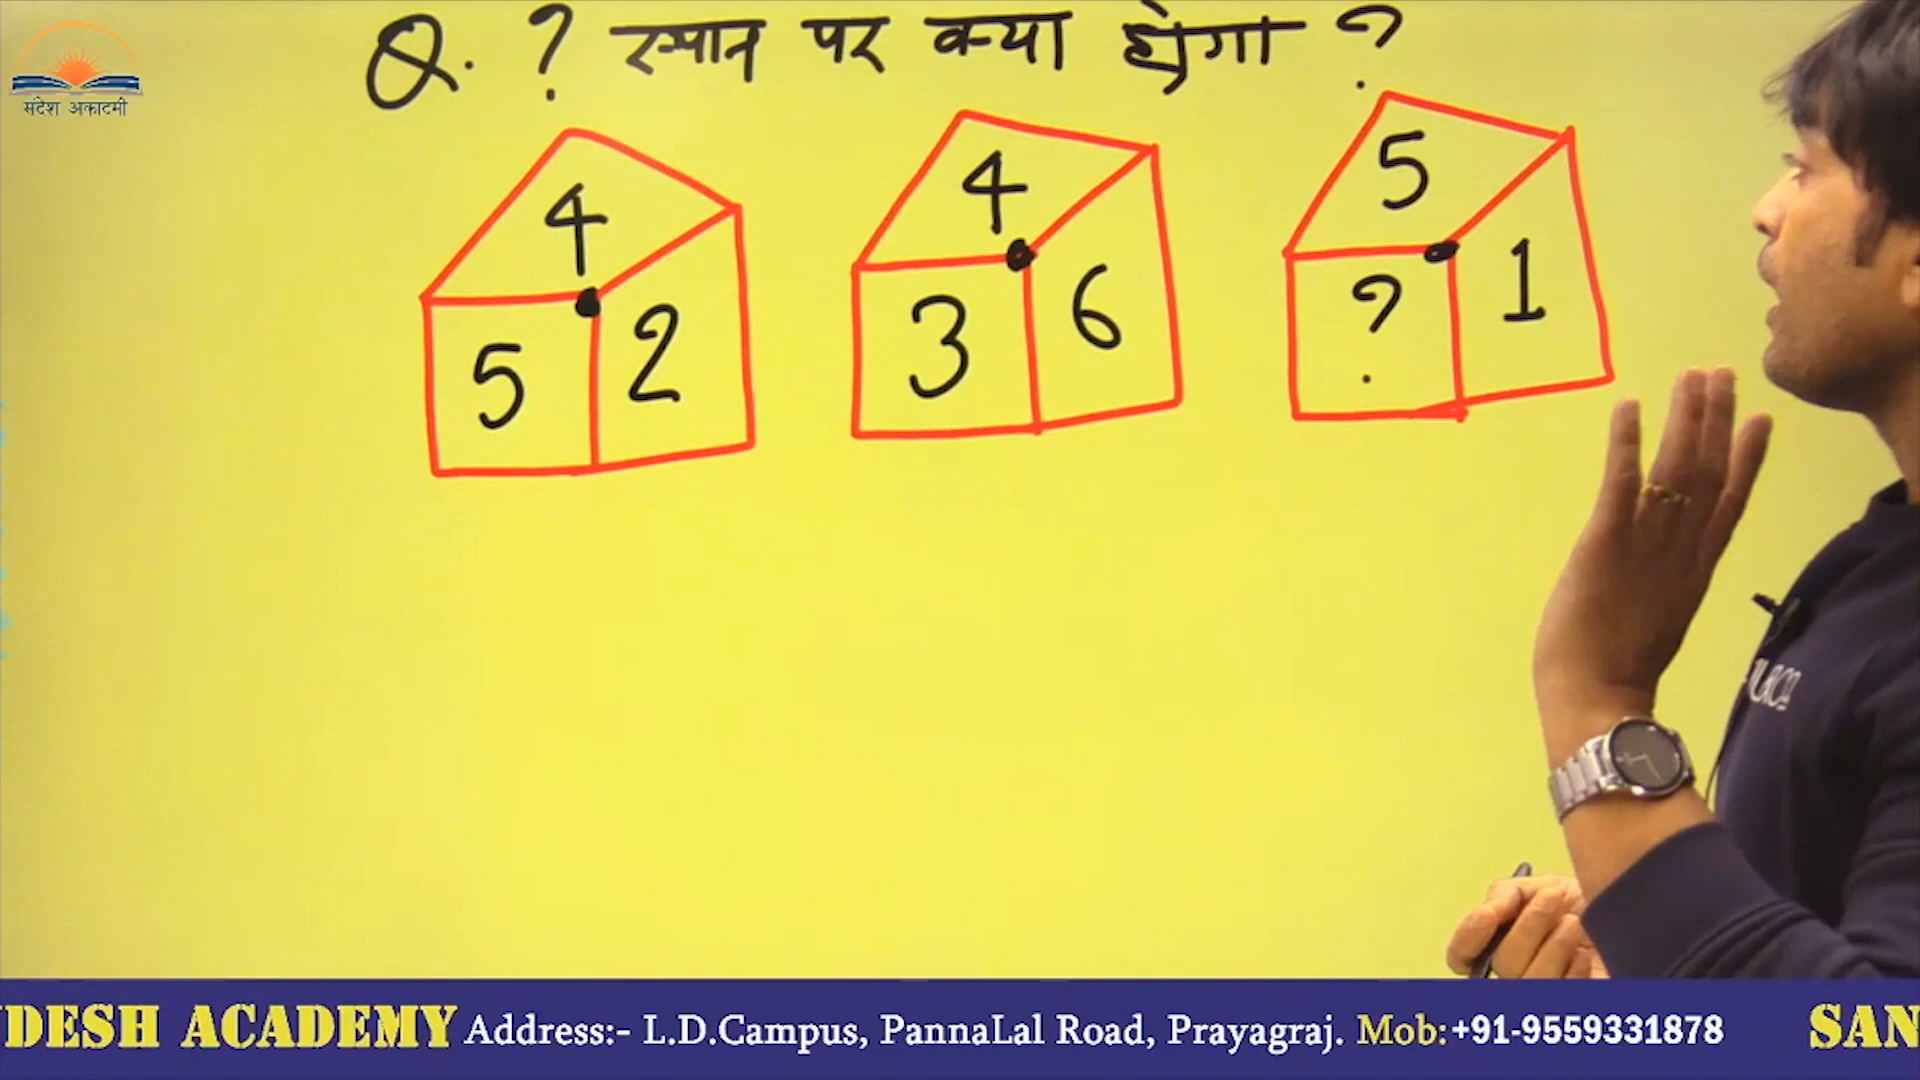 Q. ? स्थान पर क्या होगा ?
4
5 2
4
3 6
5
? 1
संदेश अकादमी
DESH ACADEMY Address:- L.D.Campus, PannaLal Road, Prayagraj. Mob:+91-9559331878 SAN